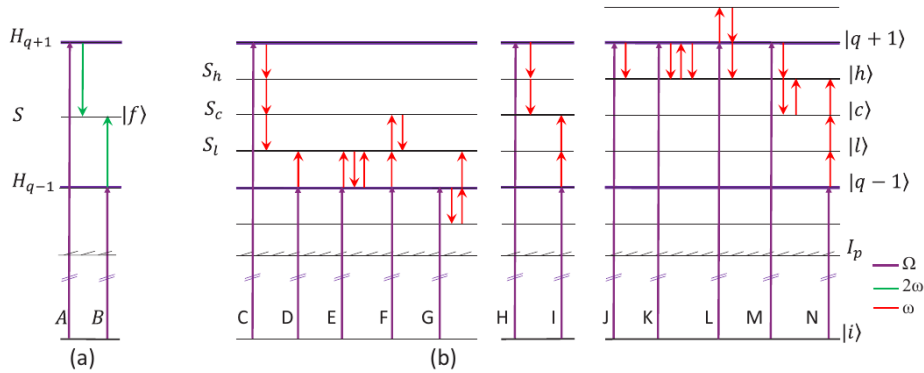 H_{q+1}
S
|f⟩
H_{q-1}
A
B
(a)
S_h
S_c
S_l
C
D
E
F
G
H
I
J
K
L
M
N
(b)
|q + 1⟩
|h⟩
|c⟩
|l⟩
|q − 1⟩
I_p
|i⟩
Ω
2ω
ω